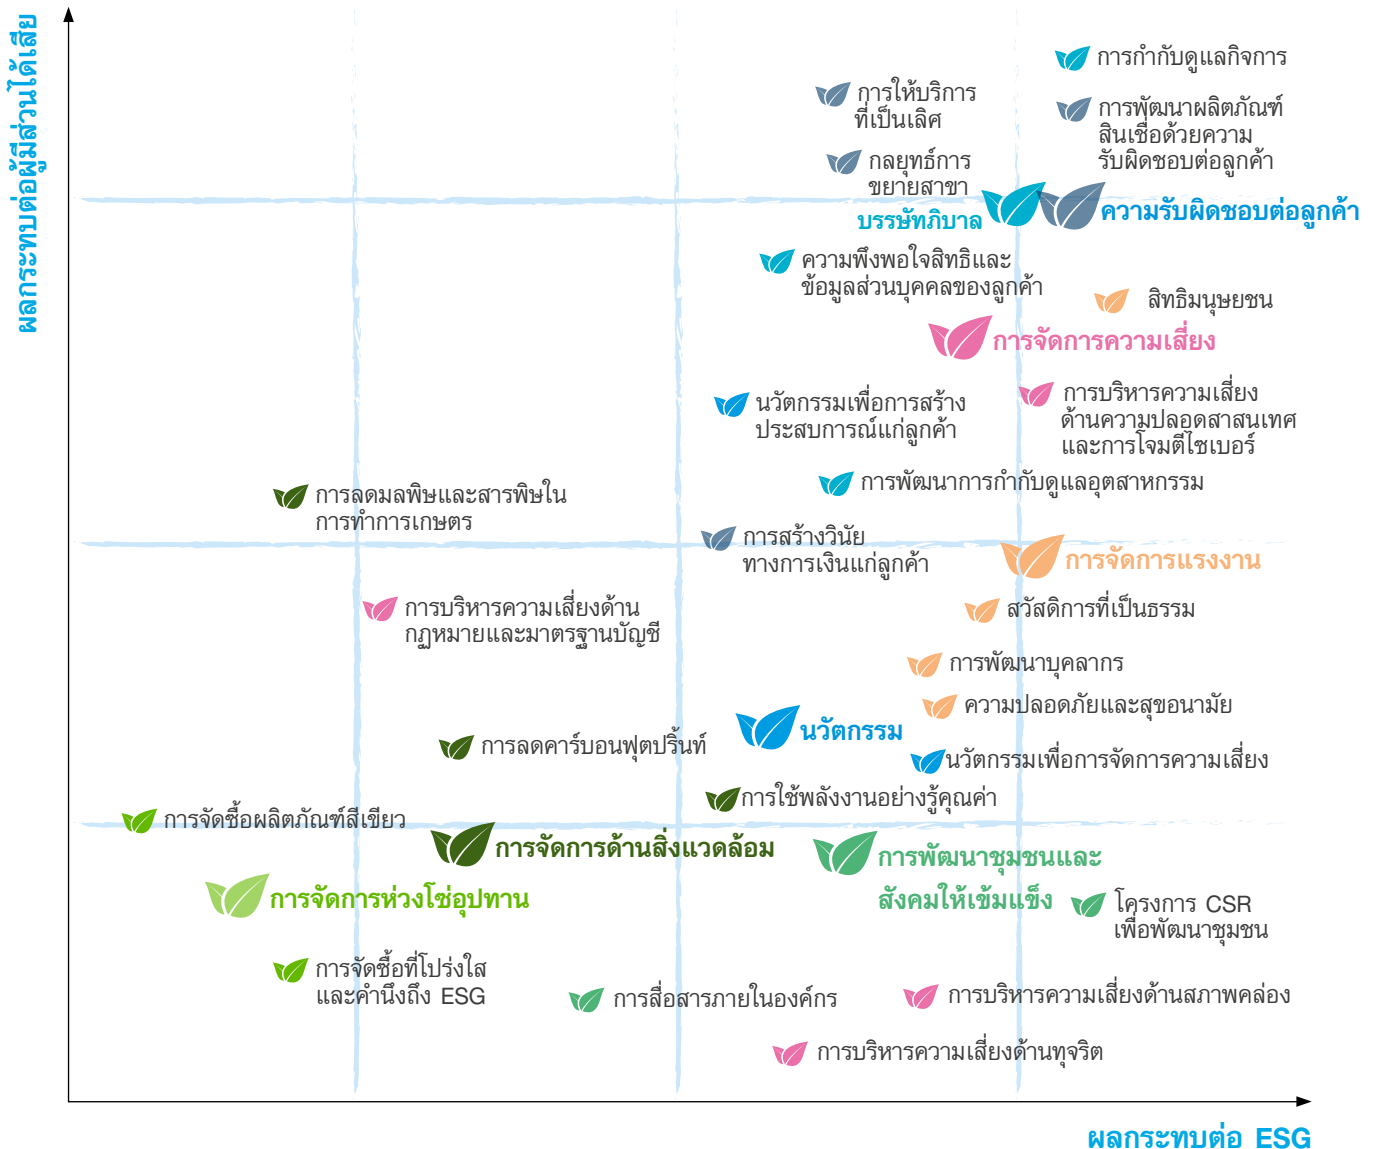 ผลกระทบต่อผู้มีส่วนได้เสีย
การกำกับดูแลกิจการ
การให้บริการ
ที่เป็นเลิศ
การพัฒนาผลิตภัณฑ์
สินเชื่อด้วยความ
รับผิดชอบต่อลูกค้า
กลยุทธ์การ
ขยายสาขา
บรรษัทภิบาล
ความรับผิดชอบต่อลูกค้า
ความพึงพอใจสิทธิและ
ข้อมูลส่วนบุคคลของลูกค้า
สิทธิมนุษยชน
การจัดการความเสี่ยง
นวัตกรรมเพื่อการสร้าง
ประสบการณ์แก่ลูกค้า
การบริหารความเสี่ยง
ด้านความปลอดสาสนเทศ
และการโจมตีไซเบอร์
การพัฒนาการกำกับดูแลอุตสาหกรรม
การลดมลพิษและสารพิษใน
การทำการเกษตร
การสร้างวินัย
ทางการเงินแก่ลูกค้า
การจัดการแรงงาน
การบริหารความเสี่ยงด้าน
กฎหมายและมาตรฐานบัญชี
สวัสดิการที่เป็นธรรม
การพัฒนาบุคลากร
ความปลอดภัยและสุขอนามัย
นวัตกรรม
การลดคาร์บอนฟุตปริ้นท์
นวัตกรรมเพื่อการจัดการความเสี่ยง
การใช้พลังงานอย่างรู้คุณค่า
การจัดซื้อผลิตภัณฑ์สีเขียว
การจัดการด้านสิ่งแวดล้อม
การพัฒนาชุมชนและ
สังคมให้เข้มแข็ง
การจัดการห่วงโซ่อุปทาน
โครงการ CSR
เพื่อพัฒนาชุมชน
การจัดซื้อที่โปร่งใส
และคำนึงถึง ESG
การสื่อสารภายในองค์กร
การบริหารความเสี่ยงด้านสภาพคล่อง
การบริหารความเสี่ยงด้านทุจริต
ผลกระทบต่อ ESG